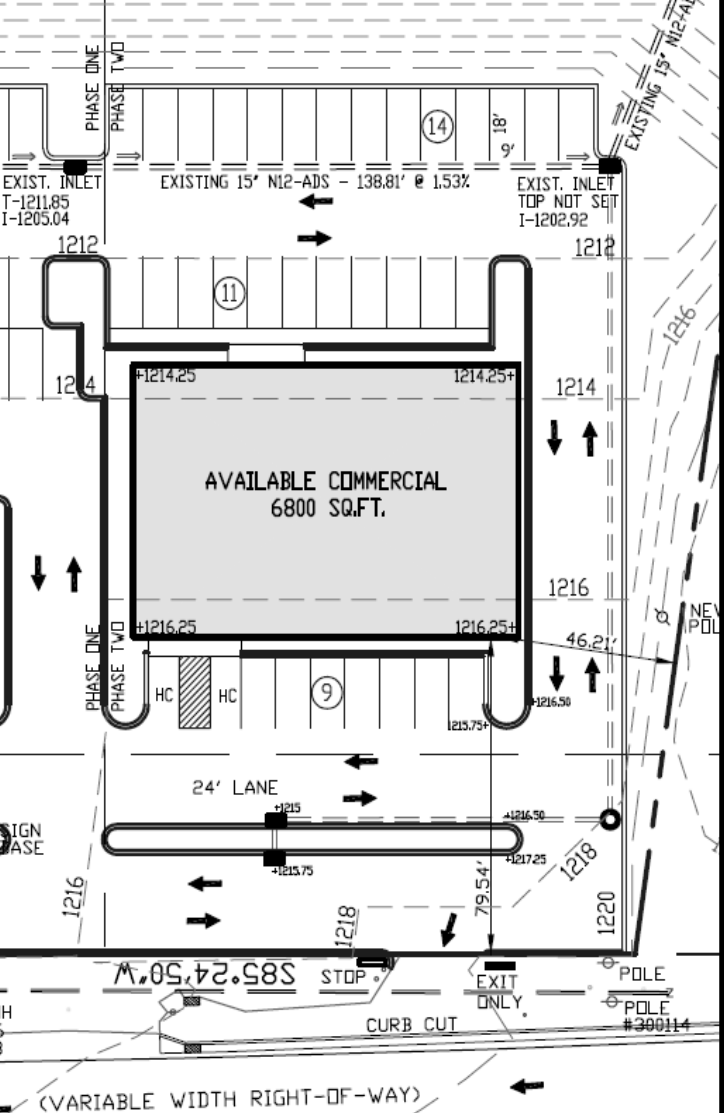 PHASE ONE
PHASE TWO
14
18'
9'
EXISTING 15" N12-AD
EXIST. INLET
T-1211.85
I-1205.04
EXISTING 15" N12-ADS - 138.81' @ 1.53%
EXIST. INLET
TOP NOT SET
I-1202.92
1212
1212
11
1216
+1214.25
1214.25+
1214
1214
AVAILABLE COMMERCIAL
6800 SQ.FT.
1216
+1216.25
1216.25+
NE
POL
46.21'
PHASE ONE
PHASE TWO
HC
HC
9
+1216.50
1215.75+
24' LANE
+1215
+1216.50
SIGN
BASE
+1217.25
+1215.75
1218
79.54'
1216
1218
1220
S85°24'50"W
STOP
EXIT
ONLY
POLE
POLE
#300114
CURB CUT
(VARIABLE WIDTH RIGHT-OF-WAY)